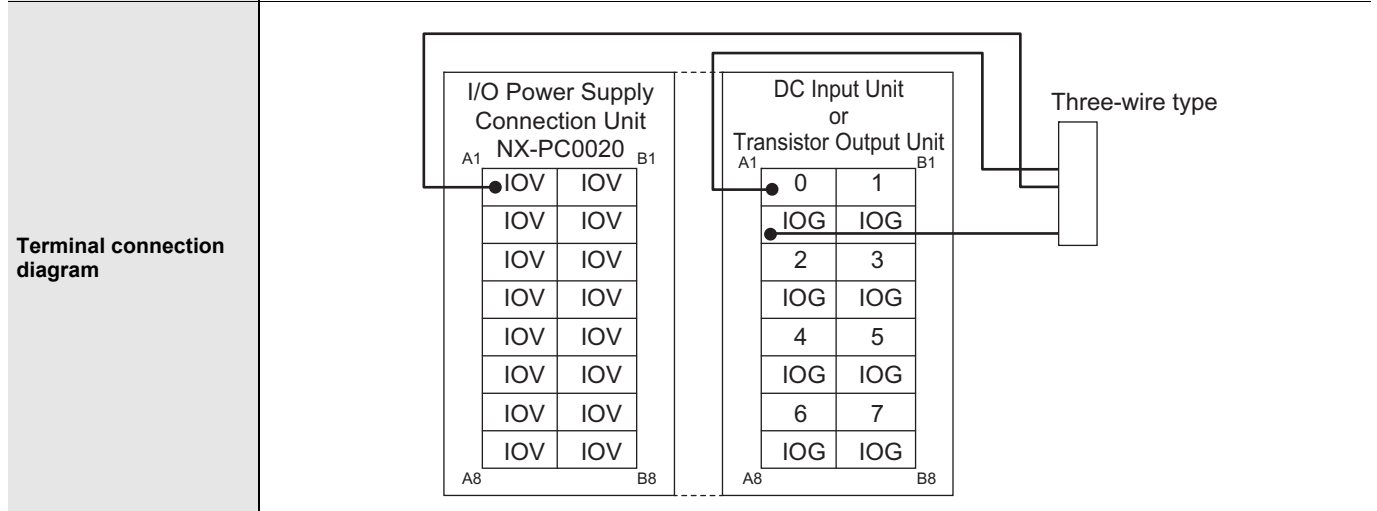 Terminal connection
diagram
I/O Power Supply
Connection Unit
NX-PC0020
A1
B1
IOV IOV
IOV IOV
IOV IOV
IOV IOV
IOV IOV
IOV IOV
IOV IOV
IOV IOV
A8
B8
DC Input Unit
or
Transistor Output Unit
A1
B1
0 1
IOG IOG
2 3
IOG IOG
4 5
IOG IOG
6 7
IOG IOG
A8
B8
Three-wire type